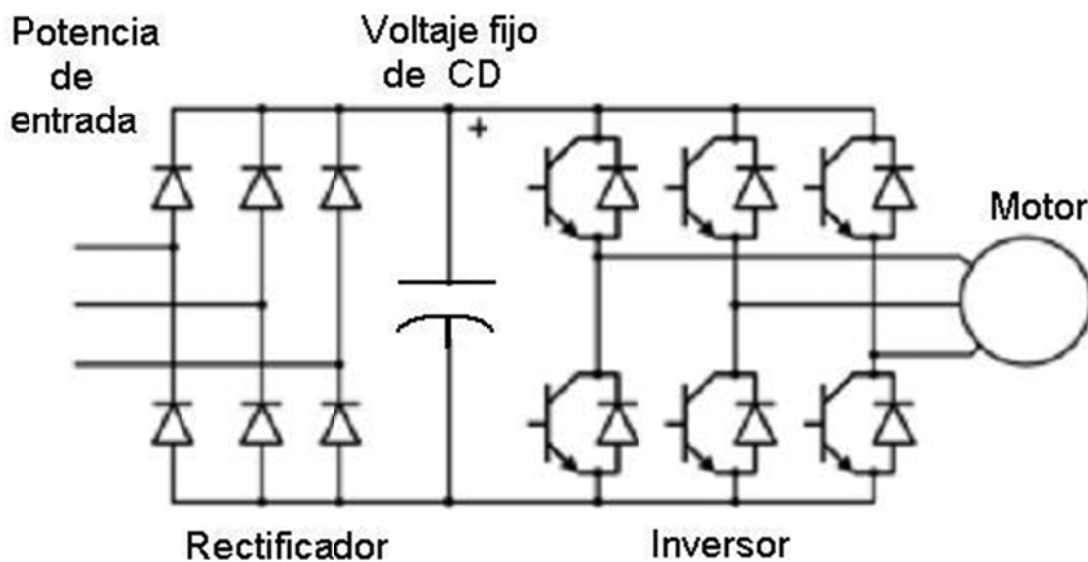 Potencia
de
entrada
Voltaje fijo
de CD
+
Motor
Rectificador
Inversor